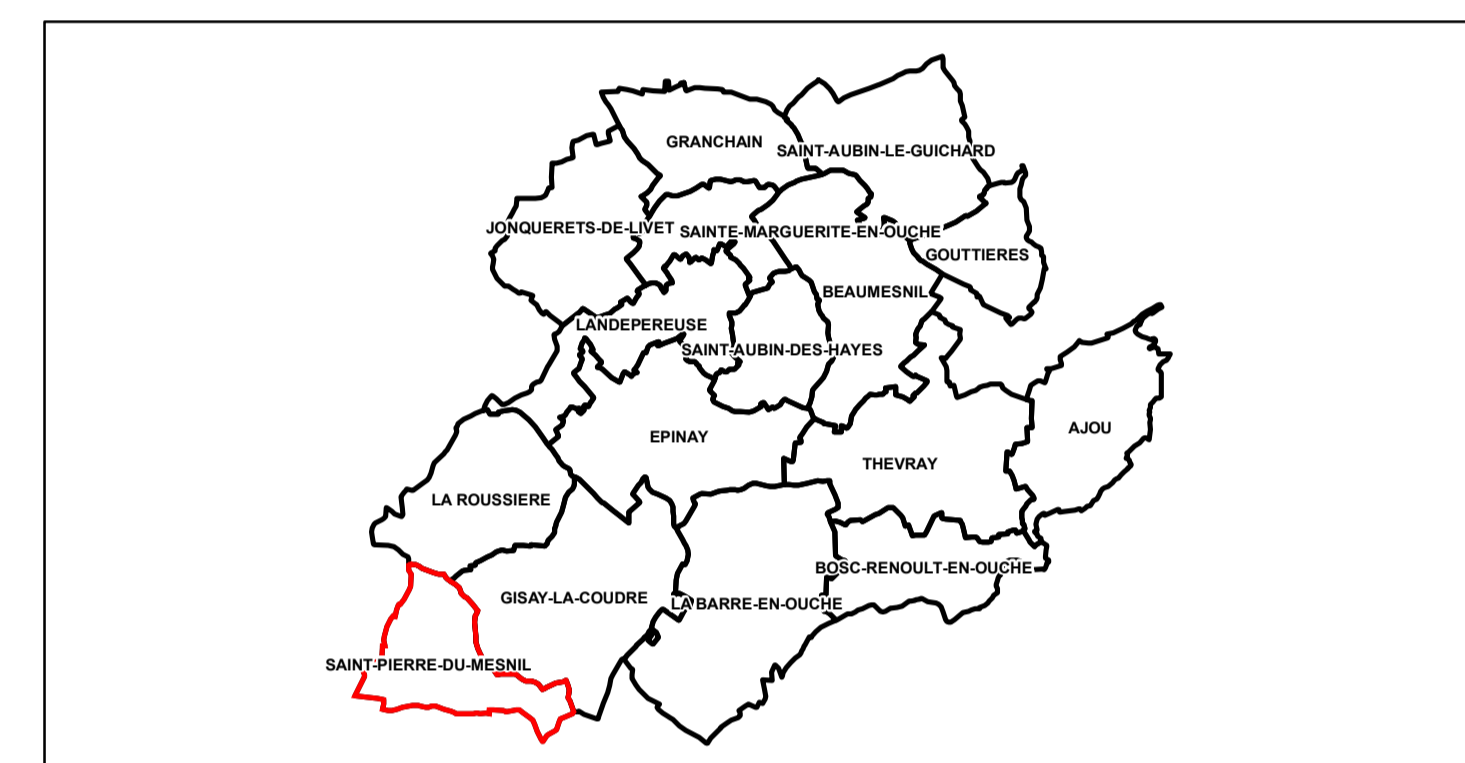 GRANCHAIN
SAINT-AUBIN-LE-GUICHARD
JONQUERETS-DE-LIVET
SAINTE-MARGUERITE-EN-OUCHE
GOUTTIERES
BEAUMESNIL
LANDEPEREUSE
SAINT-AUBIN-DES-HAYES
AJOU
EPINAY
THEVRAY
LA ROUSSIERE
BOSC-RENOULT-EN-OUCHE
GISAY-LA-COUDRE
LA BARRE-EN-OUCHE
SAINT-PIERRE-DU-MESNIL